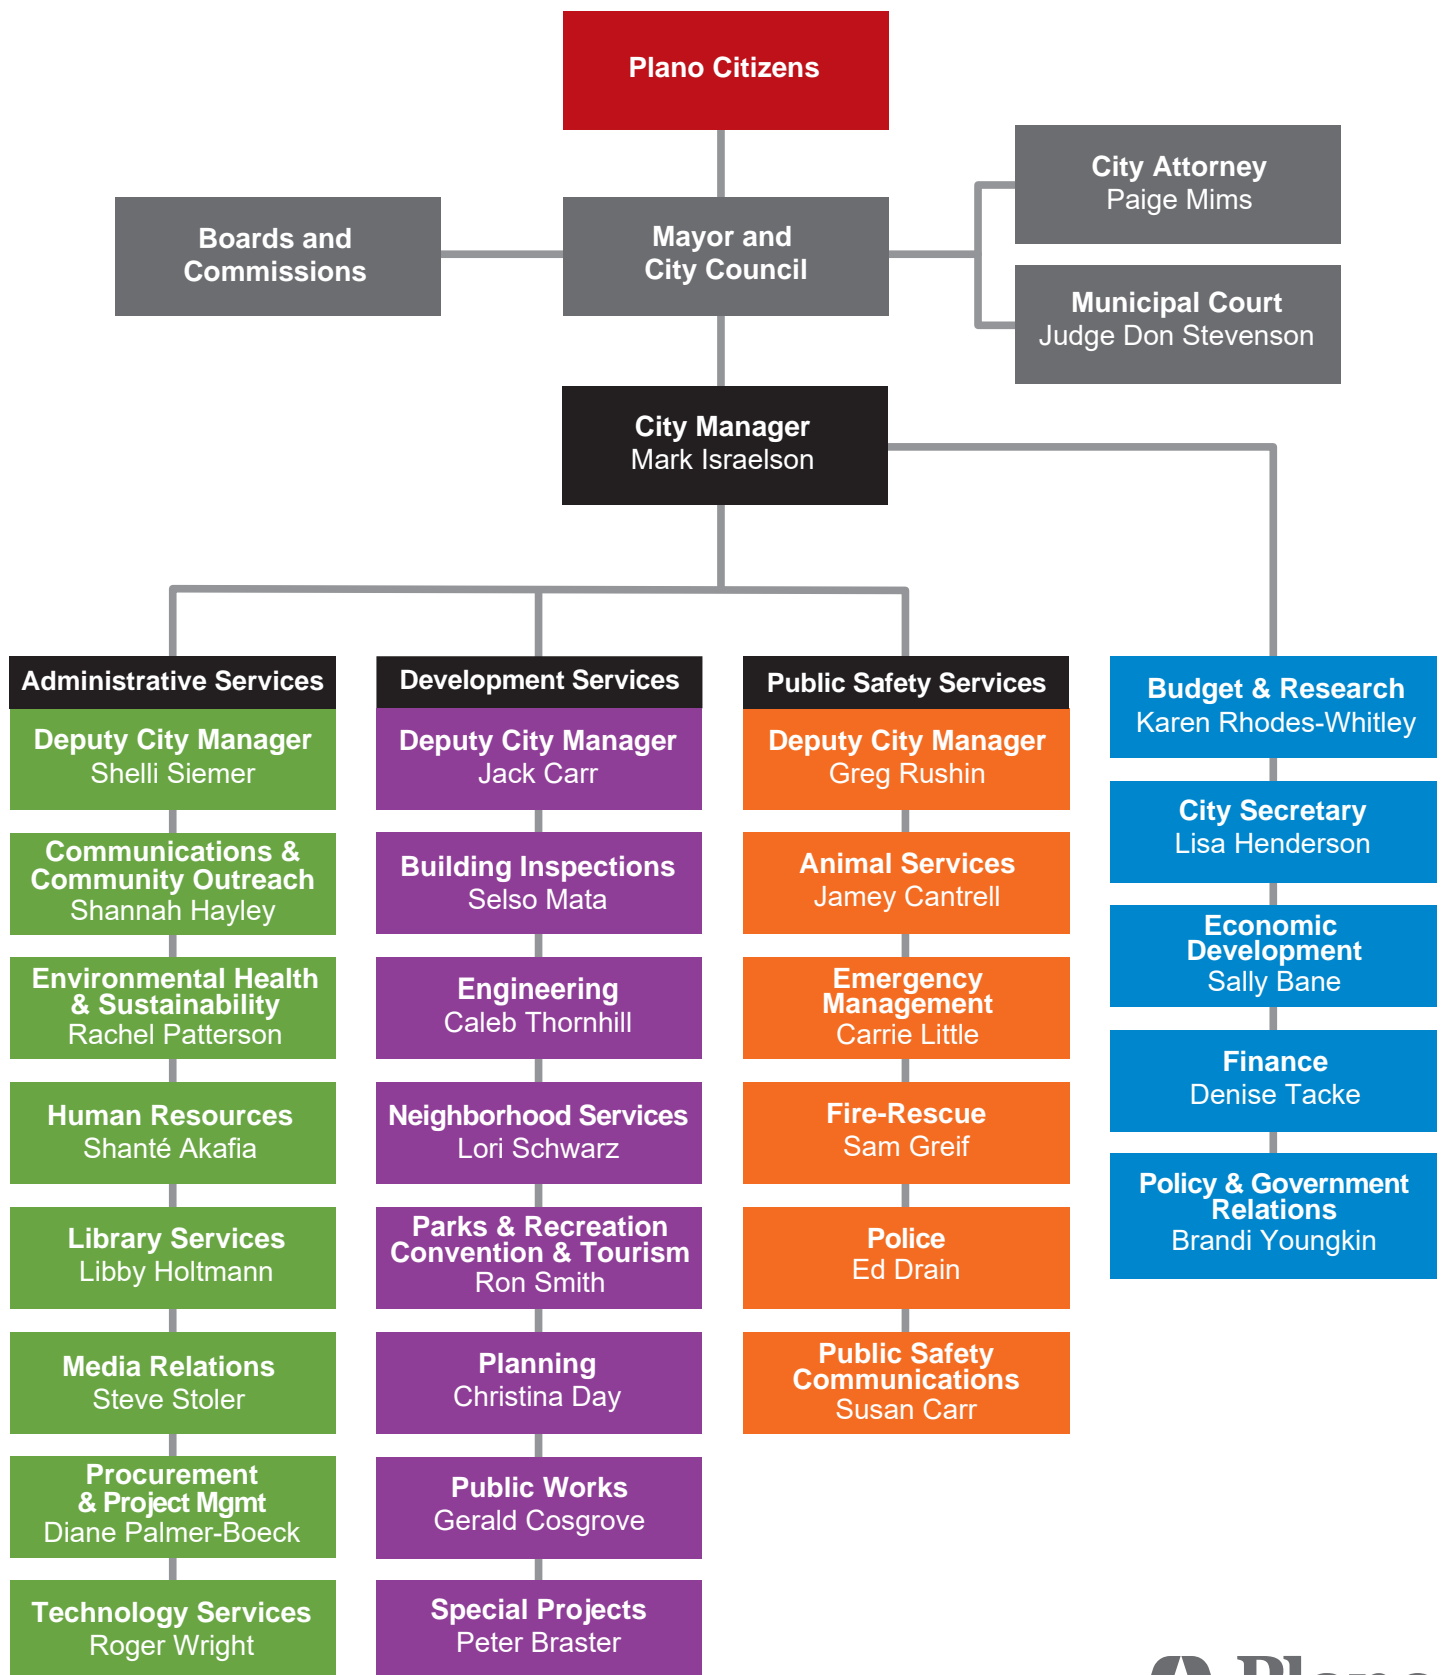 Plano Citizens
City Attorney
Paige Mims
Boards and
Commissions
Mayor and
City Council
Municipal Court
Judge Don Stevenson
City Manager
Mark Israelson
Administrative Services
Deputy City Manager
Shelli Siemer
Communications &
Community Outreach
Shannah Hayley
Environmental Health
& Sustainability
Rachel Patterson
Human Resources
Shanté Akafia
Library Services
Libby Holtmann
Media Relations
Steve Stoler
Procurement
& Project Mgmt
Diane Palmer-Boeck
Technology Services
Roger Wright
Development Services
Deputy City Manager
Jack Carr
Building Inspections
Selso Mata
Engineering
Caleb Thornhill
Neighborhood Services
Lori Schwarz
Parks & Recreation
Convention & Tourism
Ron Smith
Planning
Christina Day
Public Works
Gerald Cosgrove
Special Projects
Peter Braster
Public Safety Services
Deputy City Manager
Greg Rushin
Animal Services
Jamey Cantrell
Emergency
Management
Carrie Little
Fire-Rescue
Sam Greif
Police
Ed Drain
Public Safety
Communications
Susan Carr
Budget & Research
Karen Rhodes-Whitley
City Secretary
Lisa Henderson
Economic
Development
Sally Bane
Finance
Denise Tacke
Policy & Government
Relations
Brandi Youngkin
Plano